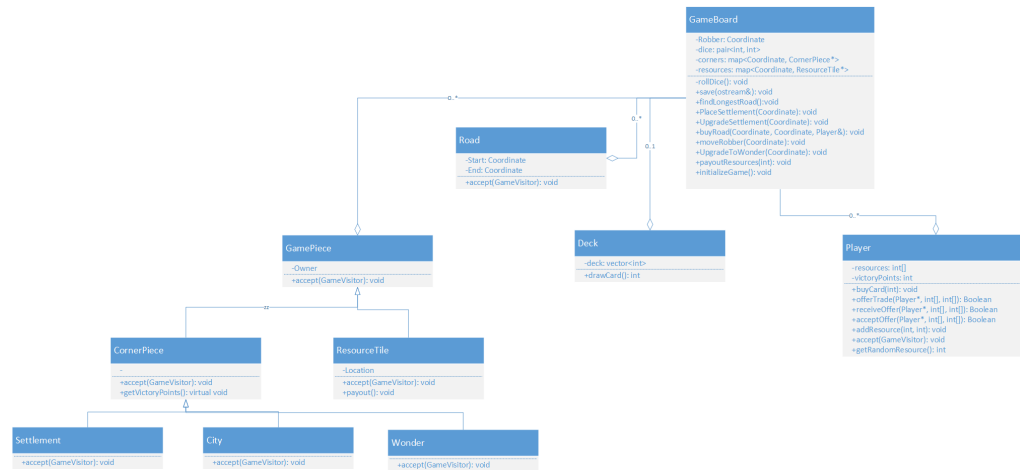 GameBoard
-Robber: Coordinate
-dice: pair<int, int>
-corners: map<Coordinate, CornerPiece*>
-resources: map<Coordinate, ResourceTile*>
-rollDice(): void
+save(ostream&): void
+findLongestRoad():void
+PlaceSettlement(Coordinate): void
+UpgradeSettlement(Coordinate): void
+buyRoad(Coordinate, Coordinate, Player&): void
+moveRobber(Coordinate): void
+UpgradeToWonder(Coordinate): void
+payoutResources(int): void
+initializeGame(): void
0..*
0..*
0..1
0..*
Road
-Start: Coordinate
-End: Coordinate
+accept(GameVisitor): void
GamePiece
-Owner
+accept(GameVisitor): void
Deck
-deck: vector<int>
+drawCard(): int
Player
-resources: int[]
-victoryPoints: int
+buyCard(int): void
+offerTrade(Player*, int[], int[]): Boolean
+receiveOffer(Player*, int[], int[]): Boolean
+acceptOffer(Player*, int[], int[]): Boolean
+addResource(int, int): void
+accept(GameVisitor): void
+getRandomResource(): int
CornerPiece
-
+accept(GameVisitor): void
+getVictoryPoints(): virtual void
ResourceTile
-Location
+accept(GameVisitor): void
+payout(): void
Settlement
+accept(GameVisitor): void
City
+accept(GameVisitor): void
Wonder
+accept(GameVisitor): void